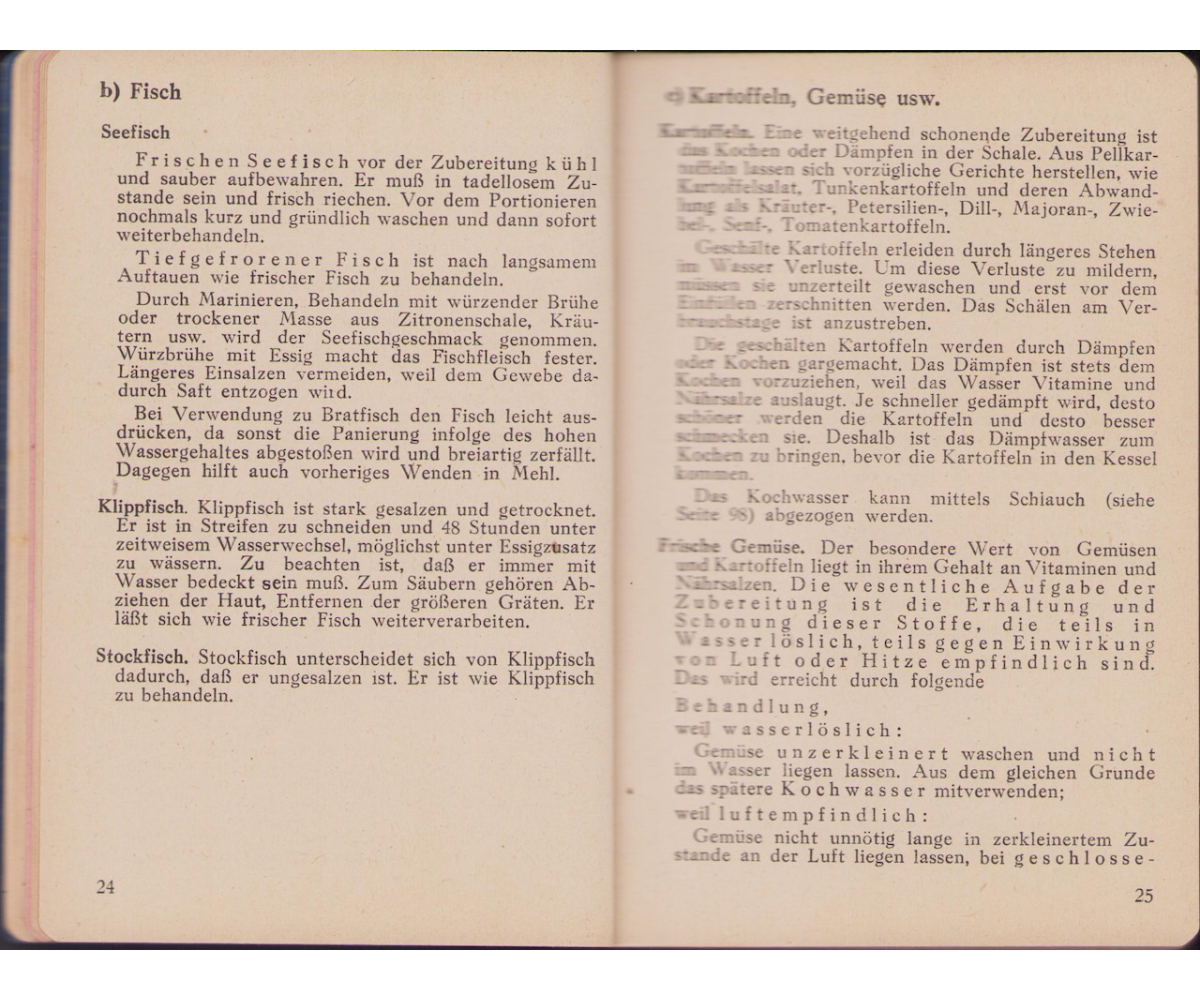 b) Fisch
Seefisch
Frischen Seefisch vor der Zubereitung kühl
und sauber aufbewahren. Er muß in tadellosem Zu-
stande sein und frisch riechen. Vor dem Portionieren
nochmals kurz und gründlich waschen und dann sofort
weiterbehandeln.
Tiefgefrorener Fisch ist nach langsamem
Auftauen wie frischer Fisch zu behandeln.
Durch Marinieren, Behandeln mit würzender Brühe
oder trockener Masse aus Zitronenschale, Kräu-
tern usw. wird der Seefischgeschmack genommen.
Würzbrühe mit Essig macht das Fischfleisch fester.
Längeres Einsalzen vermeiden, weil dem Gewebe da-
durch Saft entzogen wird.
Bei Verwendung zu Bratfisch den Fisch leicht aus-
drücken, da sonst die Panierung infolge des hohen
Wassergehaltes abgestoßen wird und breiartig zerfällt.
Dagegen hilft auch vorheriges Wenden in Mehl.
Klippfisch. Klippfisch ist stark gesalzen und getrocknet.
Er ist in Streifen zu schneiden und 48 Stunden unter
zeitweisem Wasserwechsel, möglichst unter Essigzusatz
zu wässern. Zu beachten ist, daß er immer mit
Wasser bedeckt sein muß. Zum Säubern gehören Ab-
ziehen der Haut, Entfernen der größeren Gräten. Er
läßt sich wie frischer Fisch weiterverarbeiten.
Stockfisch. Stockfisch unterscheidet sich von Klippfisch
dadurch, daß er ungesalzen ist. Er ist wie Klippfisch
zu behandeln.
24
c) Kartoffeln, Gemüse usw.
Kartoffeln. Eine weitgehend schonende Zubereitung ist
das Kochen oder Dämpfen in der Schale. Aus Pellkar-
toffeln lassen sich vorzügliche Gerichte herstellen, wie
Kartoffelsalat, Tunkenkartoffeln und deren Abwand-
lung als Kräuter-, Petersilien-, Dill-, Majoran-, Zwie-
bel-, Senf-, Tomatenkartoffeln.
Geschälte Kartoffeln erleiden durch längeres Stehen
im Wasser Verluste. Um diese Verluste zu mildern,
müssen sie unzerteilt gewaschen und erst vor dem
Einfüllen zerschnitten werden. Das Schälen am Ver-
brauchstage ist anzustreben.
Die geschälten Kartoffeln werden durch Dämpfen
oder Kochen gargemacht. Das Dämpfen ist stets dem
Kochen vorzuziehen, weil das Wasser Vitamine und
Nährsalze auslaugt. Je schneller gedämpft wird, desto
schöner werden die Kartoffeln und desto besser
schmecken sie. Deshalb ist das Dämpfwasser zum
Kochen zu bringen, bevor die Kartoffeln in den Kessel
kommen.
Das Kochwasser kann mittels Schlauch (siehe
Seite 98) abgezogen werden.
Frische Gemüse. Der besondere Wert von Gemüsen
und Kartoffeln liegt in ihrem Gehalt an Vitaminen und
Nährsalzen. Die wesentliche Aufgabe der
Zubereitung ist die Erhaltung und
Schonung dieser Stoffe, die teils in
Wasser löslich, teils gegen Einwirkung
von Luft oder Hitze empfindlich sind.
Das wird erreicht durch folgende
Behandlung,
weil wasserlöslich:
Gemüse unzerkleinert waschen und nicht
im Wasser liegen lassen. Aus dem gleichen Grunde
das spätere Kochwasser mitverwenden;
weil luftempfindlich:
Gemüse nicht unnötig lange in zerkleinertem Zu-
stande an der Luft liegen lassen, bei geschlosse-
25